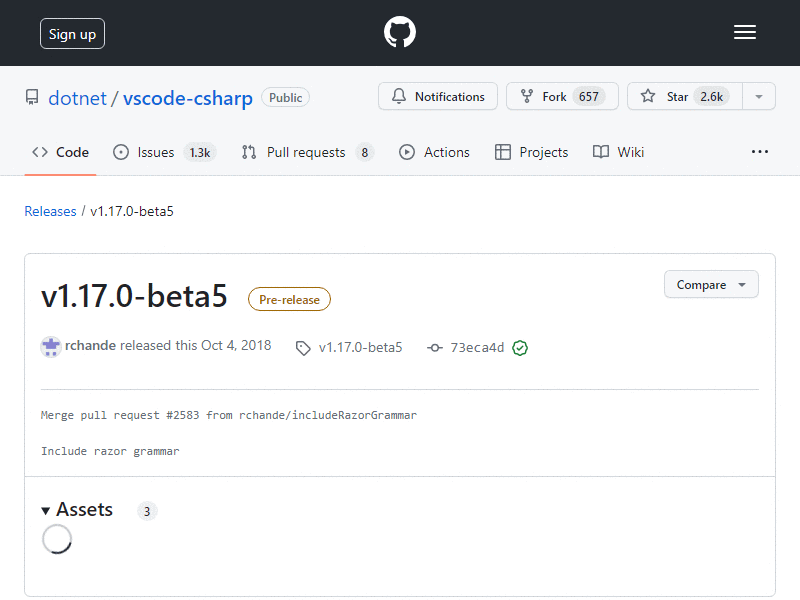 Sign up
dotnet / vscode-csharp Public Notifications Fork 657 Star 2.6k
Code Issues 1.3k Pull requests 8 Actions Projects Wiki
Releases / v1.17.0-beta5
v1.17.0-beta5 Pre-release Compare
rchande released this Oct 4, 2018 v1.17.0-beta5 73eca4d
Merge pull request #2583 from rchande/includeRazorGrammar
Include razor grammar
Assets 3